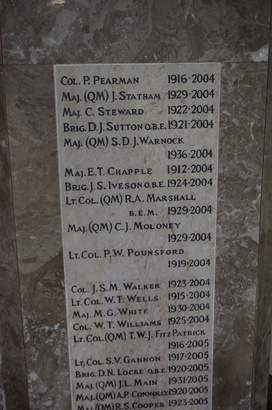 COL. P. PEARMAN 1916-2004
MAJ. (QM) J. STATHAM 1929-2004
MAJ. C. STEWARD 1922-2004
BRIG. D. J. SUTTON O.B.E. 1921-2004
MAJ. (QM) S. D. J. WARNOCK
1936-2004
MAJ. E. T. CHAPPLE 1912-2004
BRIG. J. S. IVESON O.B.E. 1924-2004
LT. COL. (QM) R. A. MARSHALL
B.E.M. 1929-2004
MAJ. (QM) C. J. MOLONEY
1929-2004
LT. COL. P. W. POUNSFORD
1919-2004
COL. J. S. M. WALKER 1923-2004
LT. COL. W. T. WELLS 1915-2004
MAJ. M. G. WHITE 1930-2004
COL. W. T. WILLIAMS 1925-2004
LT. COL. (QM) T. W. J. FITZPATRICK
1916-2005
LT. COL. S. V. GANNON 1917-2005
BRIG. D. N. LOCKE O.B.E. 1920-2005
MAJ. (QM) J. L. MAIN 1931-2005
MAJ. (QM) A. P. CONNOLLY 1920-2005
MAJ. (QM) R. S. COOPER 1923-2005